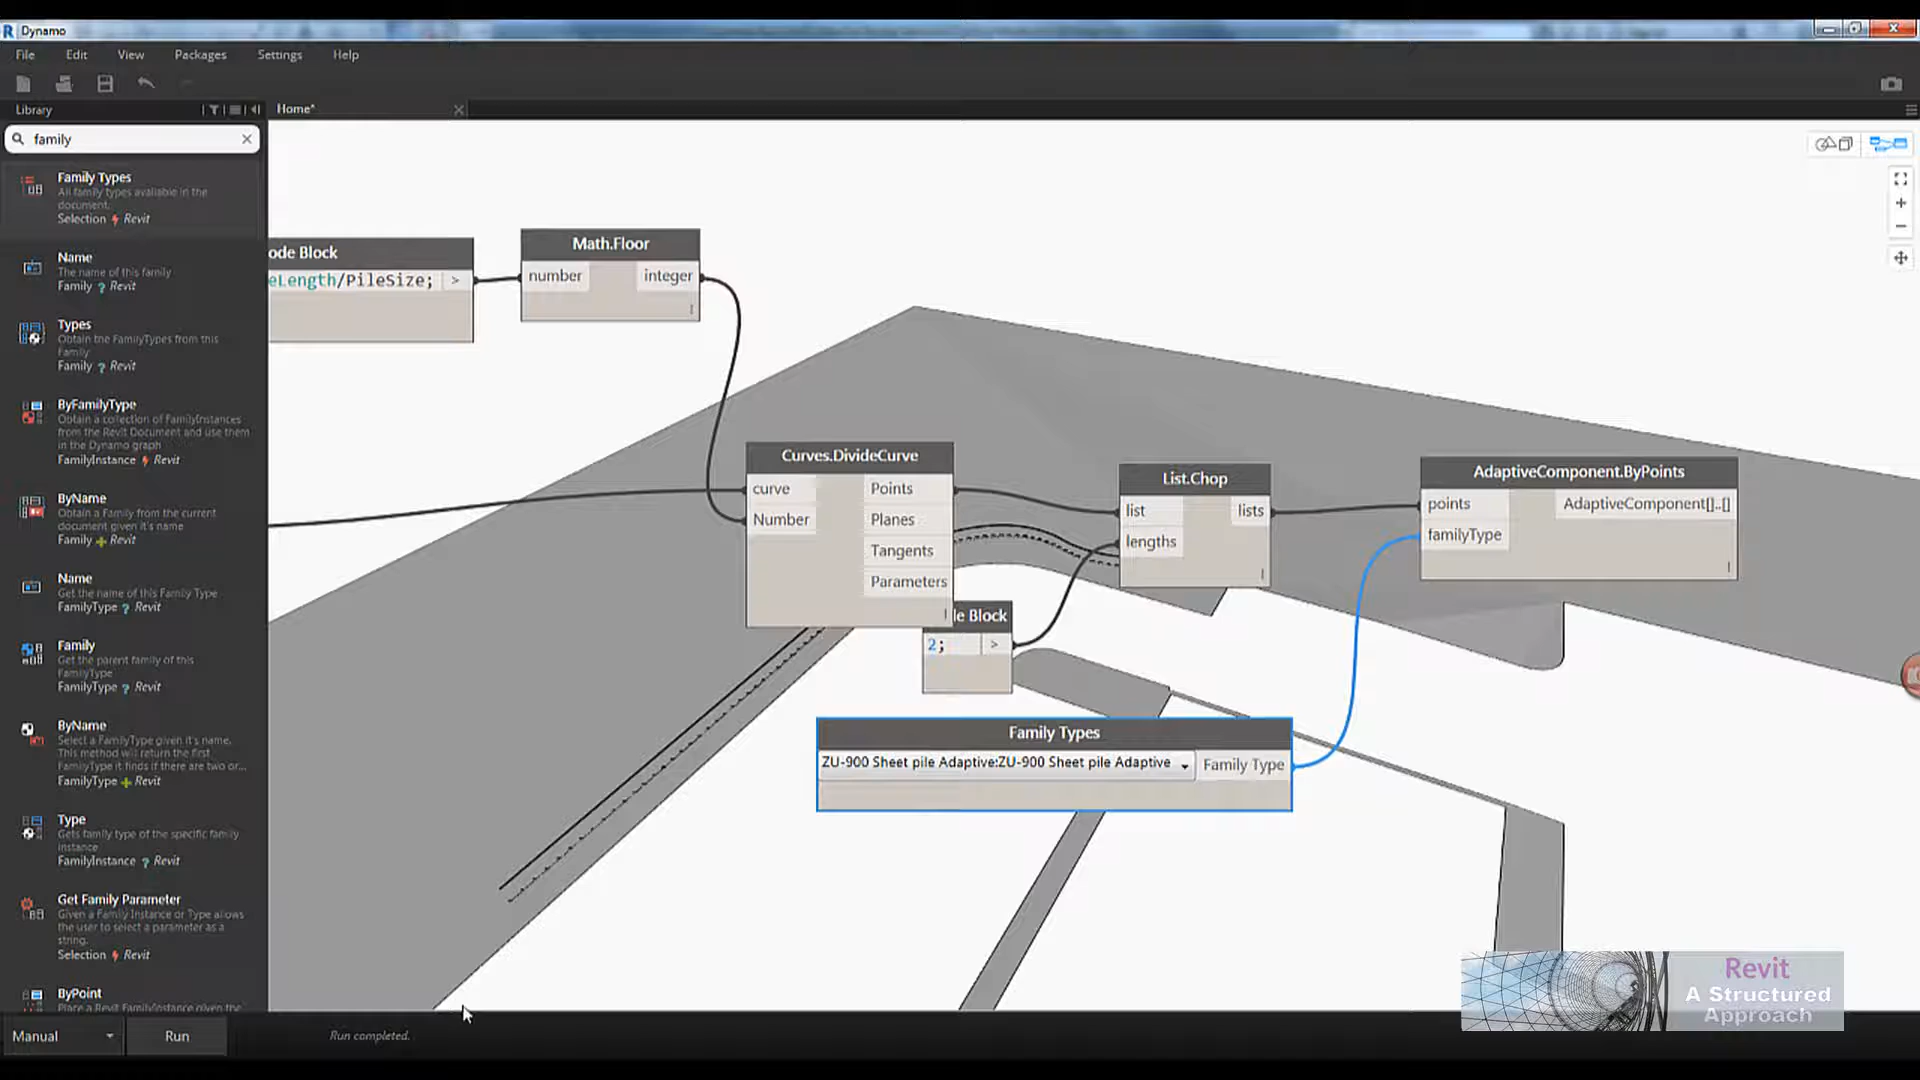 Dynamo
File Edit View Packages Settings Help
Library
Home*
family
Family Types
All family types available in the
document.
Selection Revit
Name
The name of this family
Family ? Revit
Types
Obtain the FamilyTypes from this
Family
Family ? Revit
ByFamilyType
Obtain a collection of FamilyInstances
from the Revit Document and use them
in the Dynamo graph
FamilyInstance Revit
ByName
Obtain a Family from the current
document given it's name
Family + Revit
Name
Get the name of this Family Type
FamilyType ? Revit
Family
Get the parent family of this
FamilyType
FamilyType ? Revit
ByName
Select a FamilyType given it's name.
This method will return the first
FamilyType it finds if there are two or...
FamilyType + Revit
Type
Gets family type of the specific family
instance
FamilyInstance ? Revit
Get Family Parameter
Given a Family Instance or Type allows
the user to select a parameter as a
string.
Selection Revit
ByPoint
Place a Revit FamilyInstance given the
ode Block
eLength/PileSize; >
Math.Floor
number integer
Curves.DivideCurve
curve Points
Number Planes
Tangents
Parameters
le Block
2; >
List.Chop
list lists
lengths
AdaptiveComponent.ByPoints
points AdaptiveComponent[]..[]
familyType
Family Types
ZU-900 Sheet pile Adaptive:ZU-900 Sheet pile Adaptive Family Type
Revit
A Structured
Approach
Manual Run Run completed.